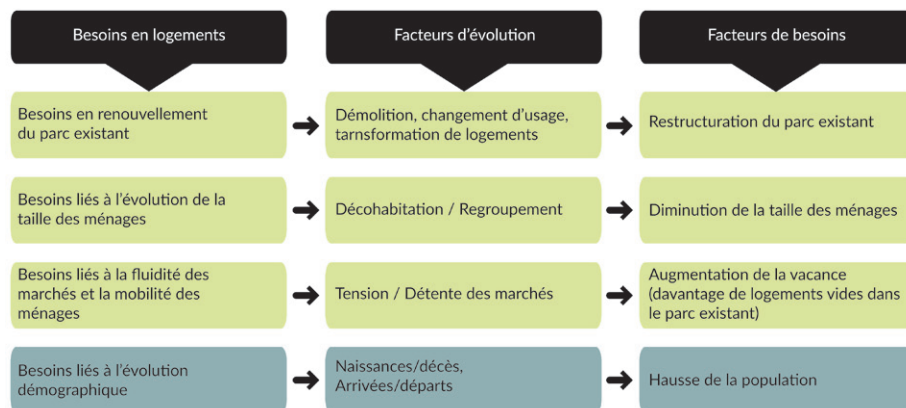 Besoins en logements
Facteurs d'évolution
Facteurs de besoins
Besoins en renouvellement
du parc existant
Démolition, changement d'usage,
tarnsformation de logements
Restructuration du parc existant
Besoins liés à l'évolution de la
taille des ménages
Décohabitation / Regroupement
Diminution de la taille des ménages
Besoins liés à la fluidité des
marchés et la mobilité des
ménages
Tension / Détente des marchés
Augmentation de la vacance
(davantage de logements vides dans
le parc existant)
Besoins liés à l'évolution
démographique
Naissances/décès,
Arrivées/départs
Hausse de la population